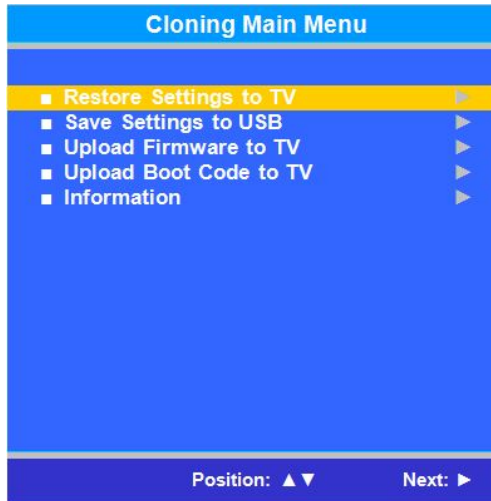 Cloning Main Menu
■ Restore Settings to TV ▶
■ Save Settings to USB ▶
■ Upload Firmware to TV ▶
■ Upload Boot Code to TV ▶
■ Information ▶
Position: ▲▼ Next: ▶